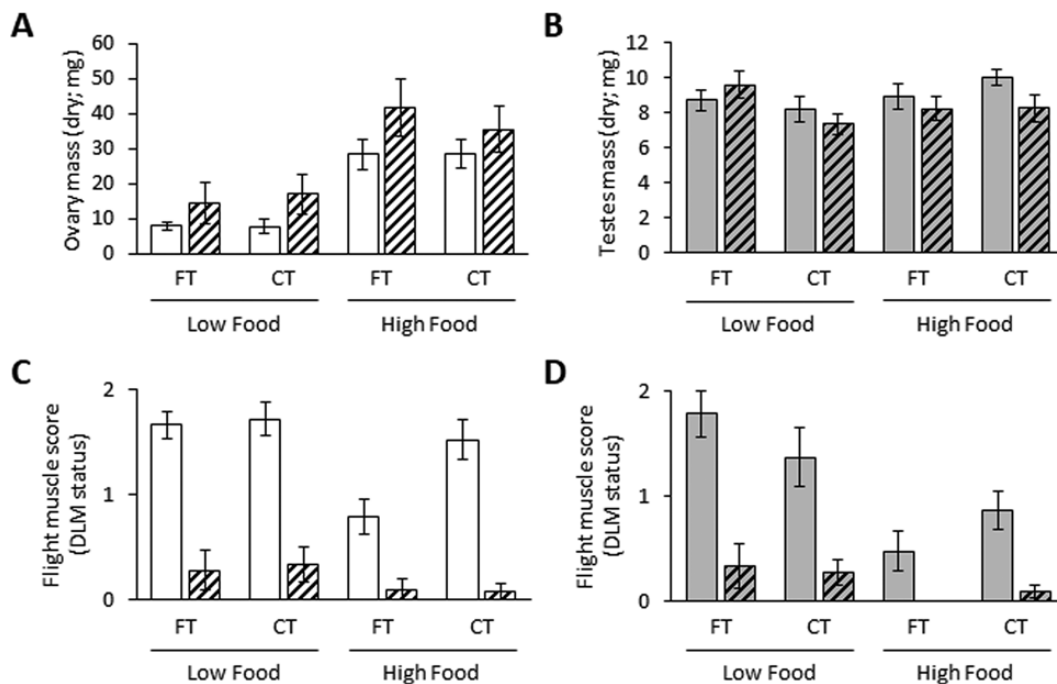 A
Ovary mass (dry; mg)
60
50
40
30
20
10
0
FT
CT
FT
CT
Low Food
High Food
B
Testes mass (dry; mg)
12
10
8
6
4
2
0
FT
CT
FT
CT
Low Food
High Food
C
Flight muscle score
(DLM status)
2
1
0
FT
CT
FT
CT
Low Food
High Food
D
Flight muscle score
(DLM status)
2
1
0
FT
CT
FT
CT
Low Food
High Food